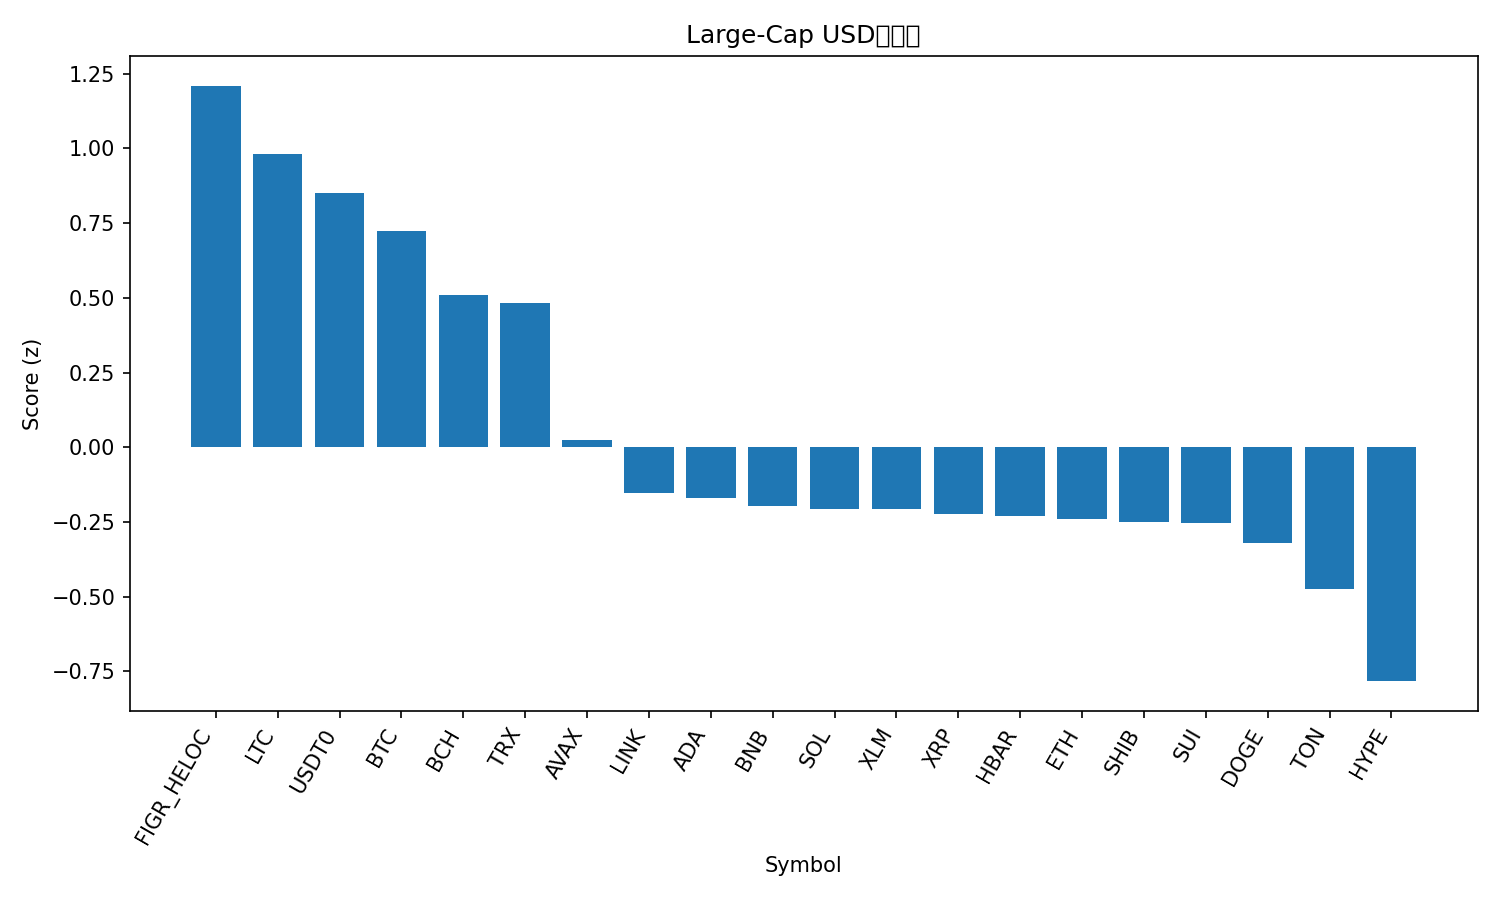 Large-Cap USD
1.25
1.00
0.75
0.50
0.25
0.00
−0.25
−0.50
−0.75
Score (z)
FIGR_HELOC
LTC
USDT0
BTC
BCH
TRX
AVAX
LINK
ADA
BNB
SOL
XLM
XRP
HBAR
ETH
SHIB
SUI
DOGE
TON
HYPE
Symbol